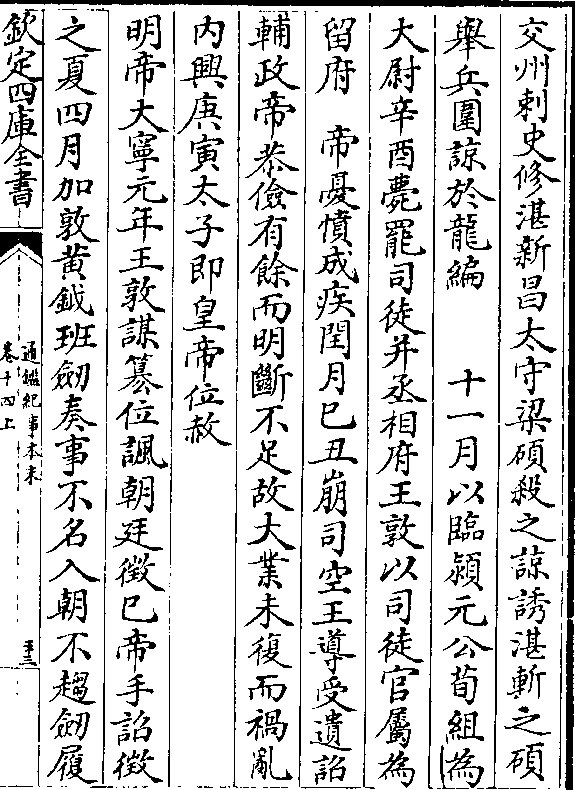 交州刺史修湛新昌太守梁碩殺之諒誘湛斬之碩
舉兵圍諒於龍編　十一月以臨潁元公荀組為
大尉辛酉薨罷司徒并丞相府王敦以司徒官屬為
留府　帝憂憤成疾閏月巳丑崩司空王導受遺詔
輔政帝恭儉有餘而明斷不足故大業未復而禍亂
内興庚寅太子即皇帝位赦
明帝大寧元年王敦謀篡位諷朝廷徵巳帝手詔徵
之夏四月加敦黄鉞班劒奏事不名入朝不趨劒履
欽定四庫全書
通鑑紀事本末
卷十四上